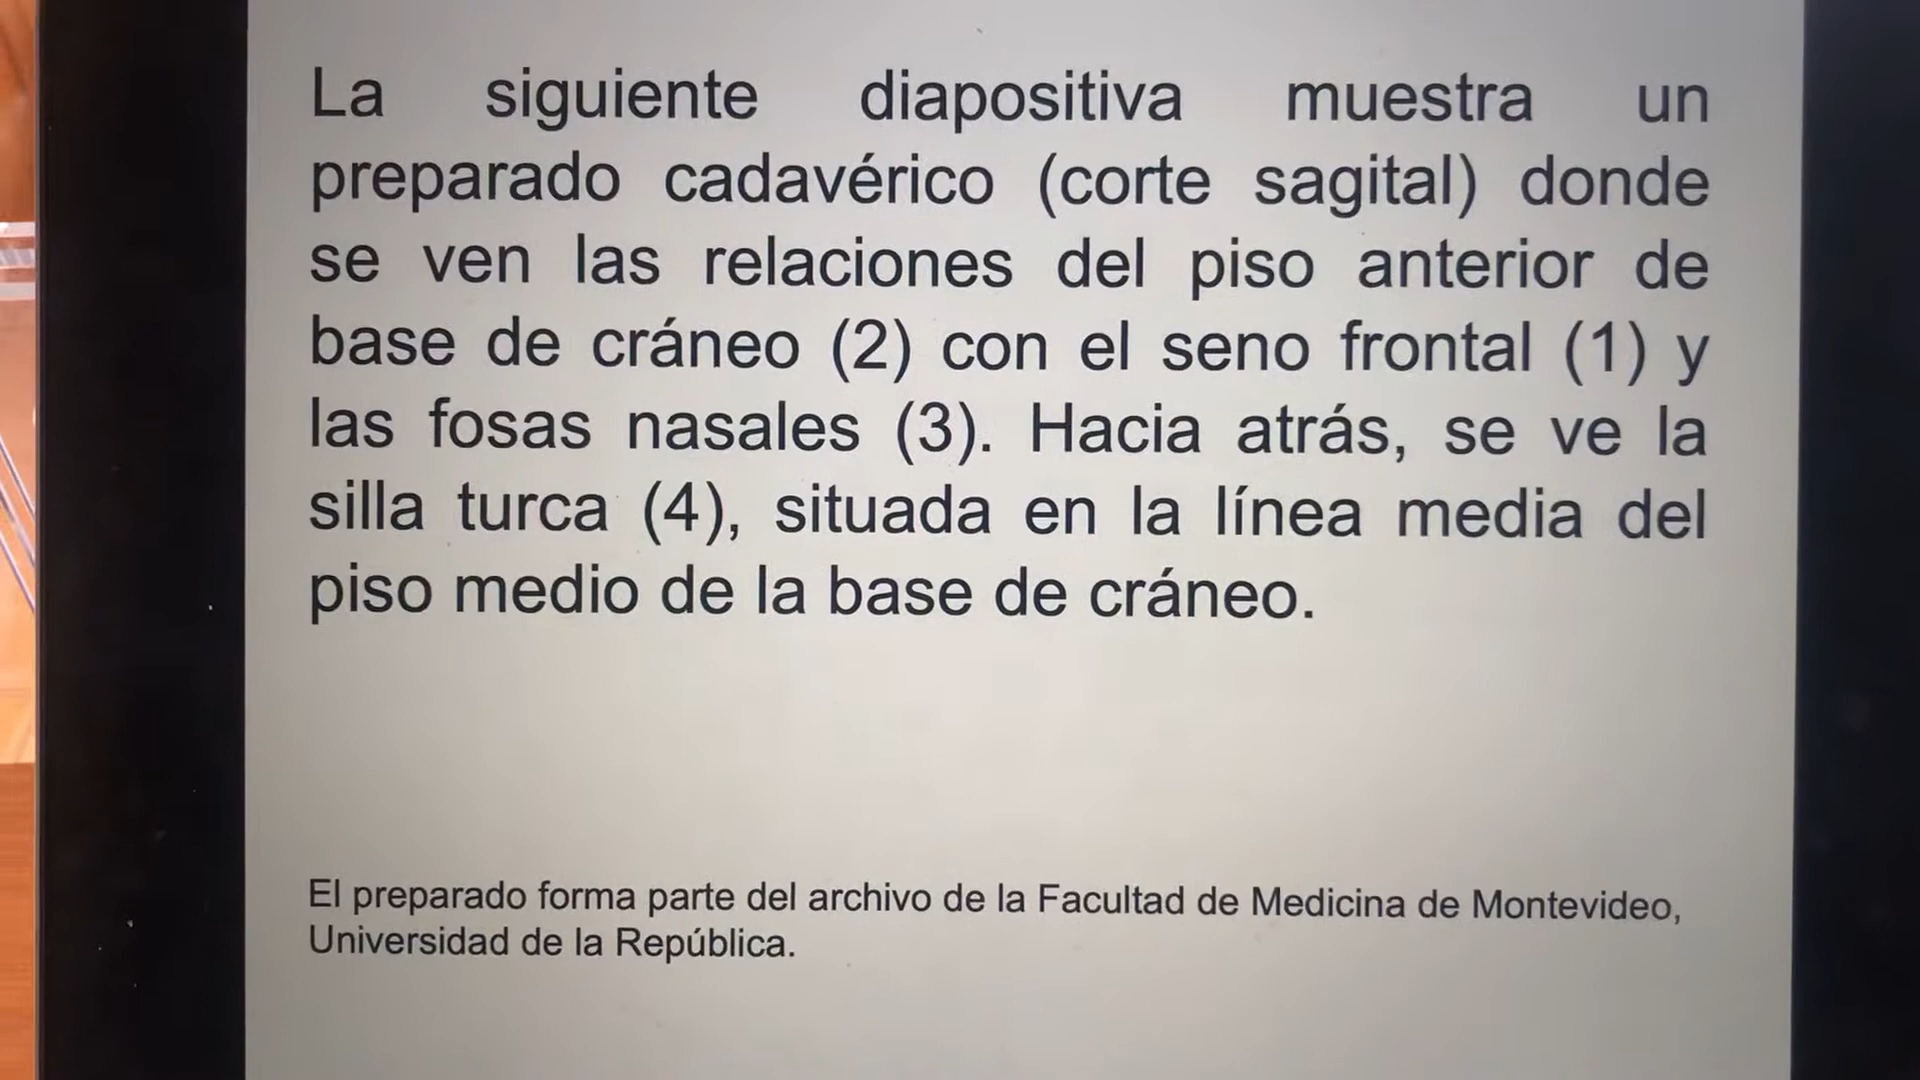 La siguiente diapositiva muestra un
preparado cadavérico (corte sagital) donde
se ven las relaciones del piso anterior de
base de cráneo (2) con el seno frontal (1) y
las fosas nasales (3). Hacia atrás, se ve la
silla turca (4), situada en la línea media del
piso medio de la base de cráneo.
El preparado forma parte del archivo de la Facultad de Medicina de Montevideo,
Universidad de la República.